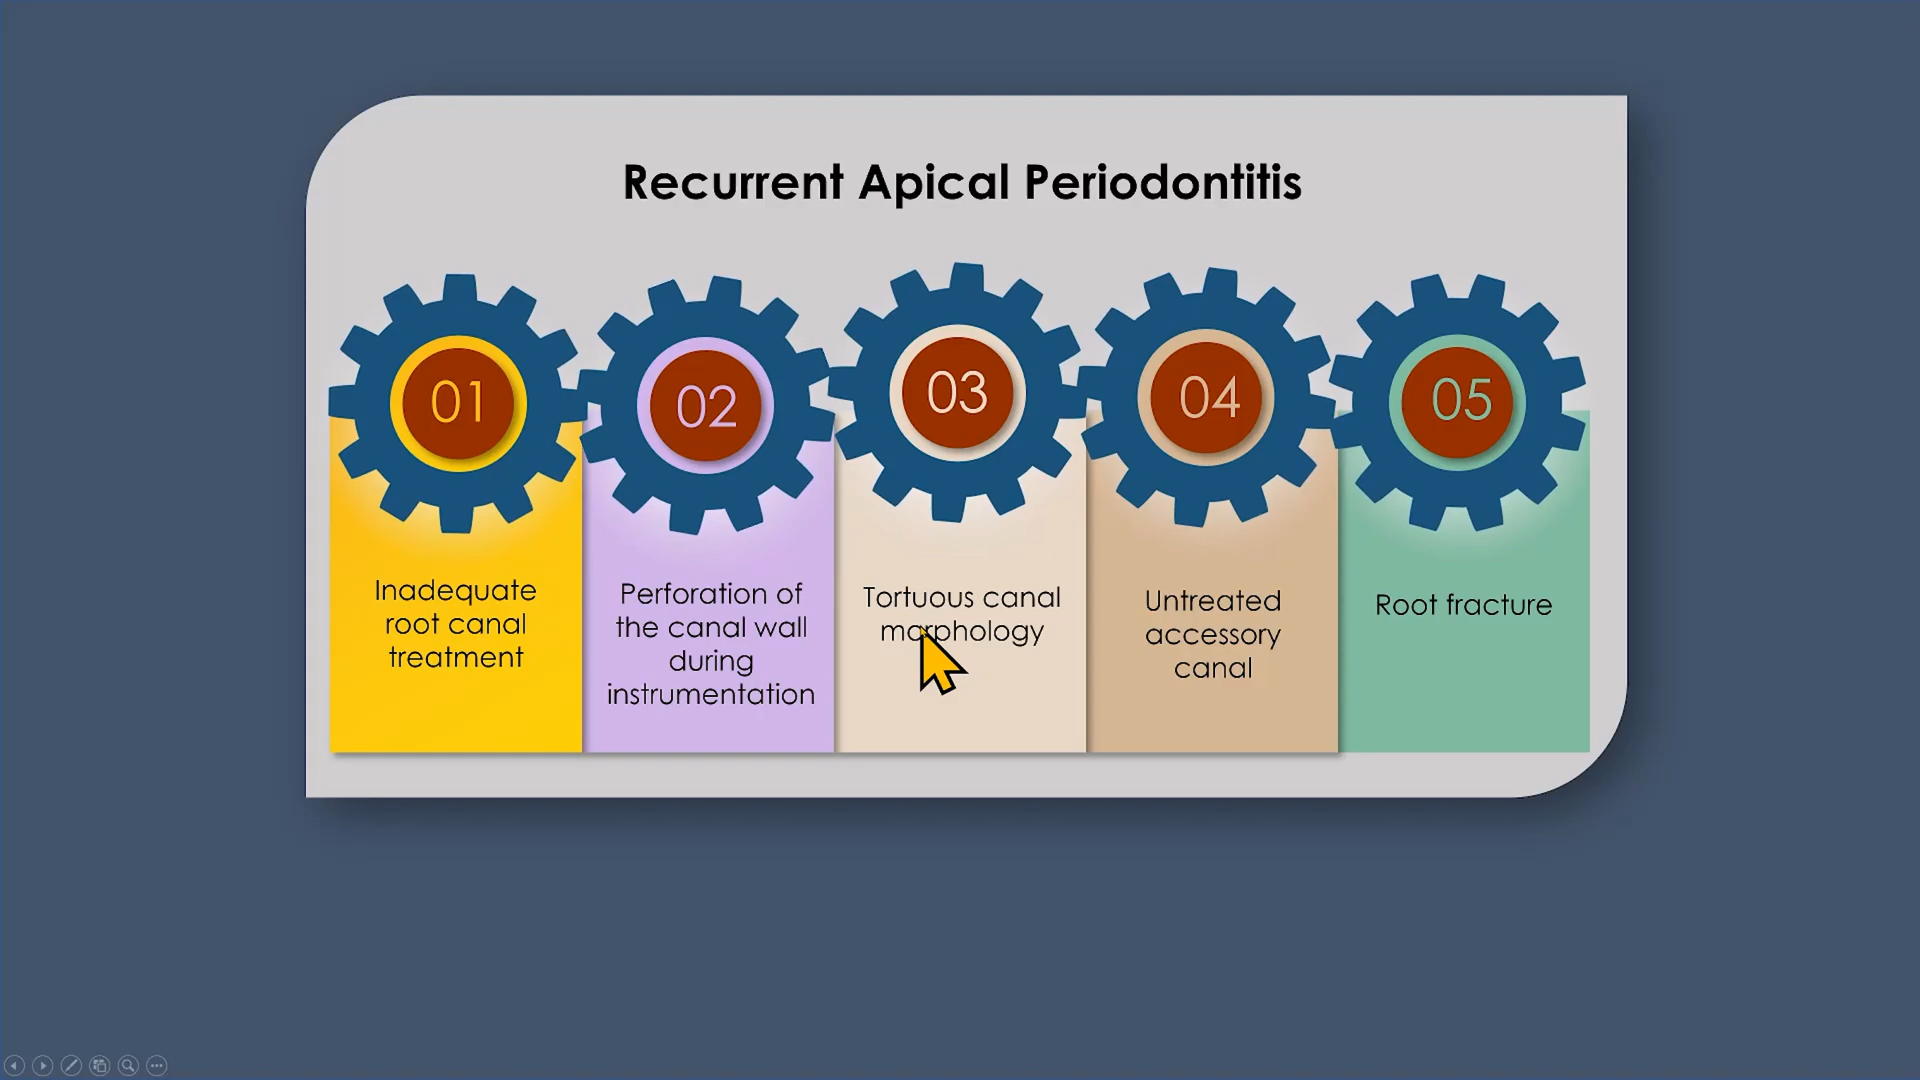 Recurrent Apical Periodontitis
01
02
03
04
05
Inadequate
root canal
treatment
Perforation of
the canal wall
during
instrumentation
Tortuous canal
morphology
Untreated
accessory
canal
Root fracture